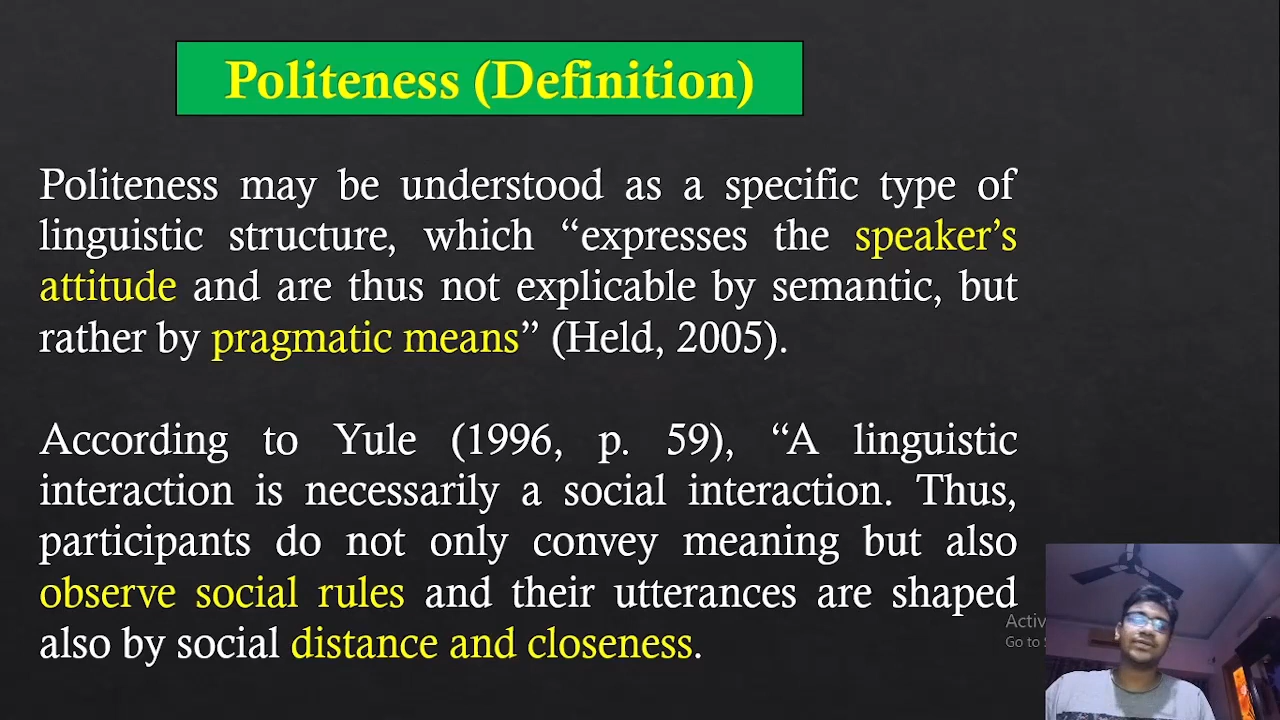 Politeness (Definition)
Politeness may be understood as a specific type of
linguistic structure, which “expresses the speaker’s
attitude and are thus not explicable by semantic, but
rather by pragmatic means” (Held, 2005).
According to Yule (1996, p. 59), “A linguistic
interaction is necessarily a social interaction. Thus,
participants do not only convey meaning but also
observe social rules and their utterances are shaped
also by social distance and closeness.
Activ
Go to